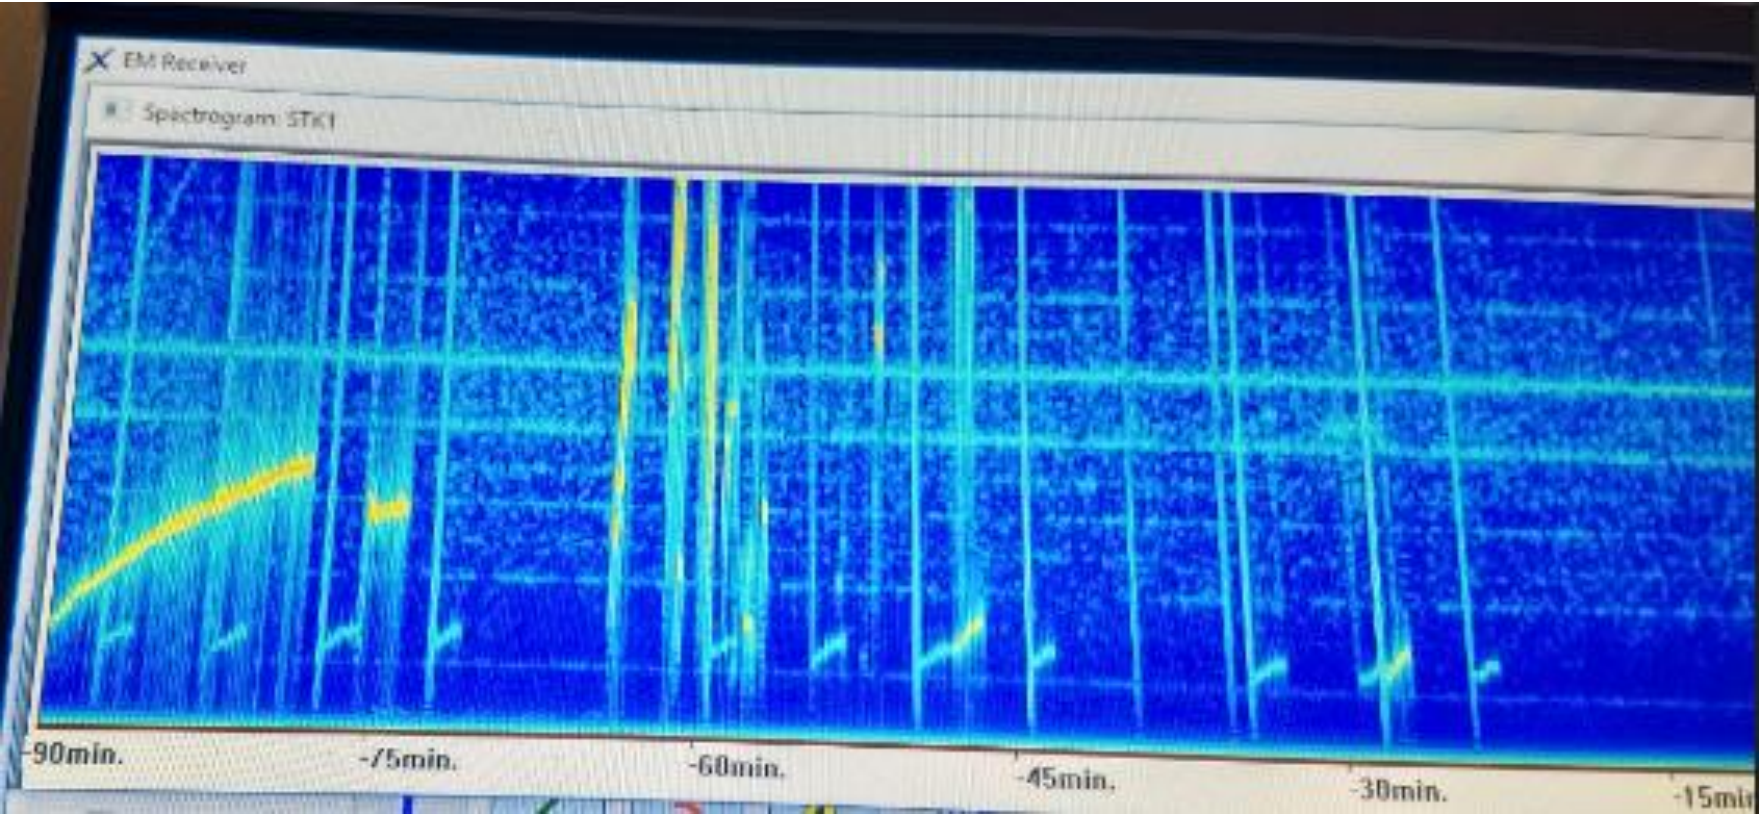 EM Receiver
Spectrogram: STK1
-90min. -75min. -60min. -45min. -30min. -15min